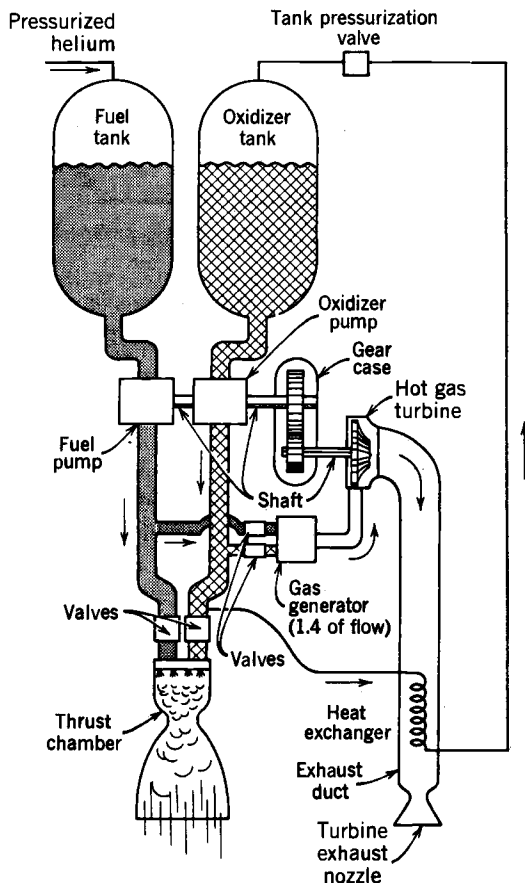 Pressurized
helium
Tank pressurization
valve
Fuel
tank
Oxidizer
tank
Oxidizer
pump
Gear
case
Hot gas
turbine
Fuel
pump
Shaft
Gas
generator
(1.4 of flow)
Valves
Valves
Thrust
chamber
Heat
exchanger
Exhaust
duct
Turbine
exhaust
nozzle